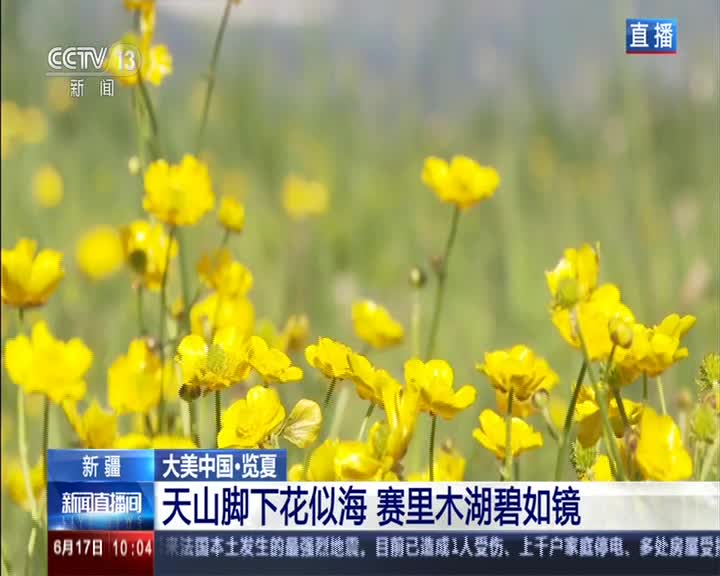 CCTV 13
新闻
直播
新疆
大美中国·览夏
新闻直播间
天山脚下花似海 赛里木湖碧如镜
6月17日 10:04
来法国本土发生的最强烈地震，目前已造成1人受伤、上千户家庭停电、多处房屋受